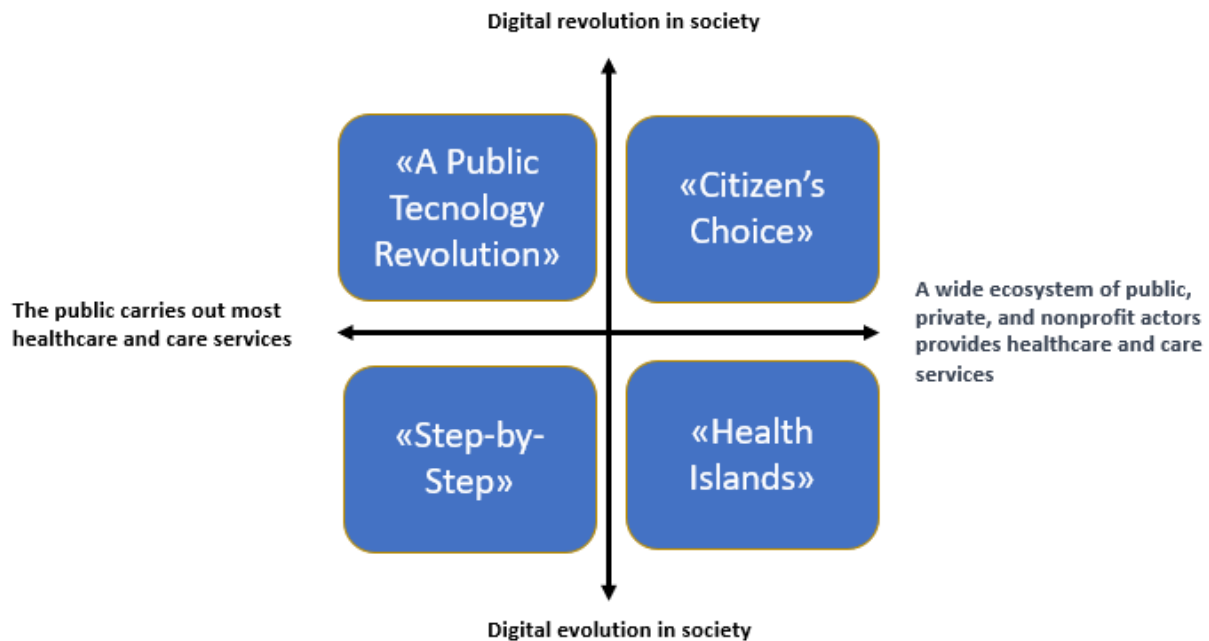 Digital revolution in society
«A Public
Tecnology
Revolution»
«Citizen’s
Choice»
The public carries out most
healthcare and care services
A wide ecosystem of public,
private, and nonprofit actors
provides healthcare and care
services
«Step-by-
Step»
«Health
Islands»
Digital evolution in society